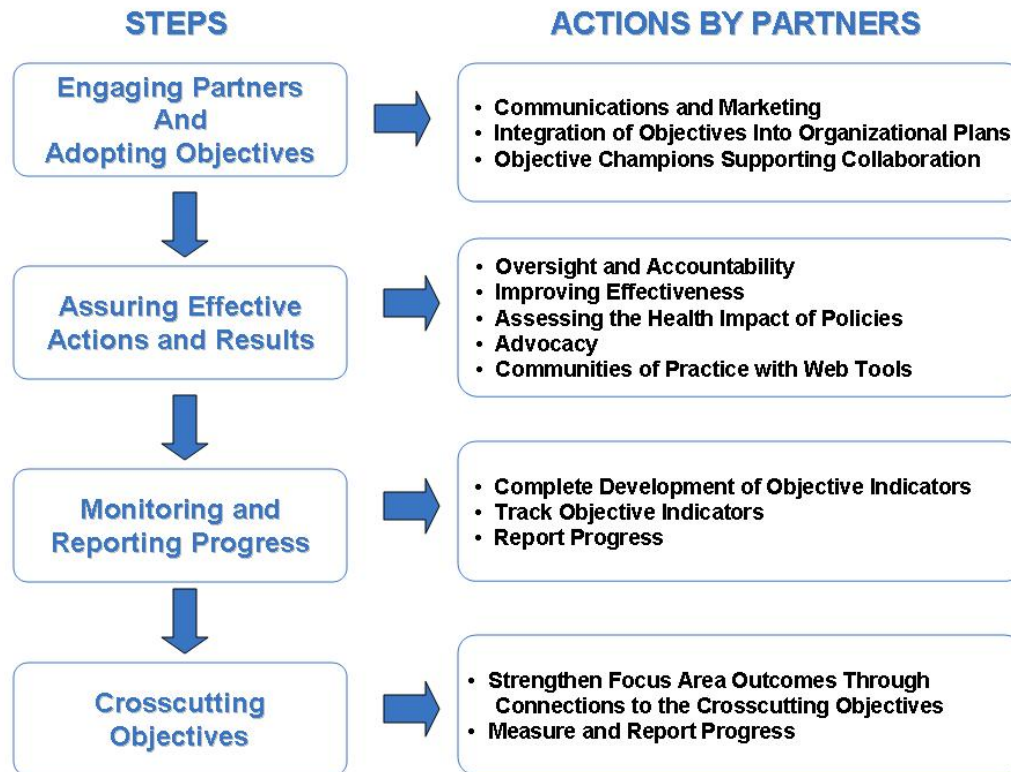 STEPS
ACTIONS BY PARTNERS
Engaging Partners
And
Adopting Objectives
• Communications and Marketing
• Integration of Objectives Into Organizational Plans
• Objective Champions Supporting Collaboration
Assuring Effective
Actions and Results
• Oversight and Accountability
• Improving Effectiveness
• Assessing the Health Impact of Policies
• Advocacy
• Communities of Practice with Web Tools
Monitoring and
Reporting Progress
• Complete Development of Objective Indicators
• Track Objective Indicators
• Report Progress
Crosscutting
Objectives
• Strengthen Focus Area Outcomes Through
Connections to the Crosscutting Objectives
• Measure and Report Progress